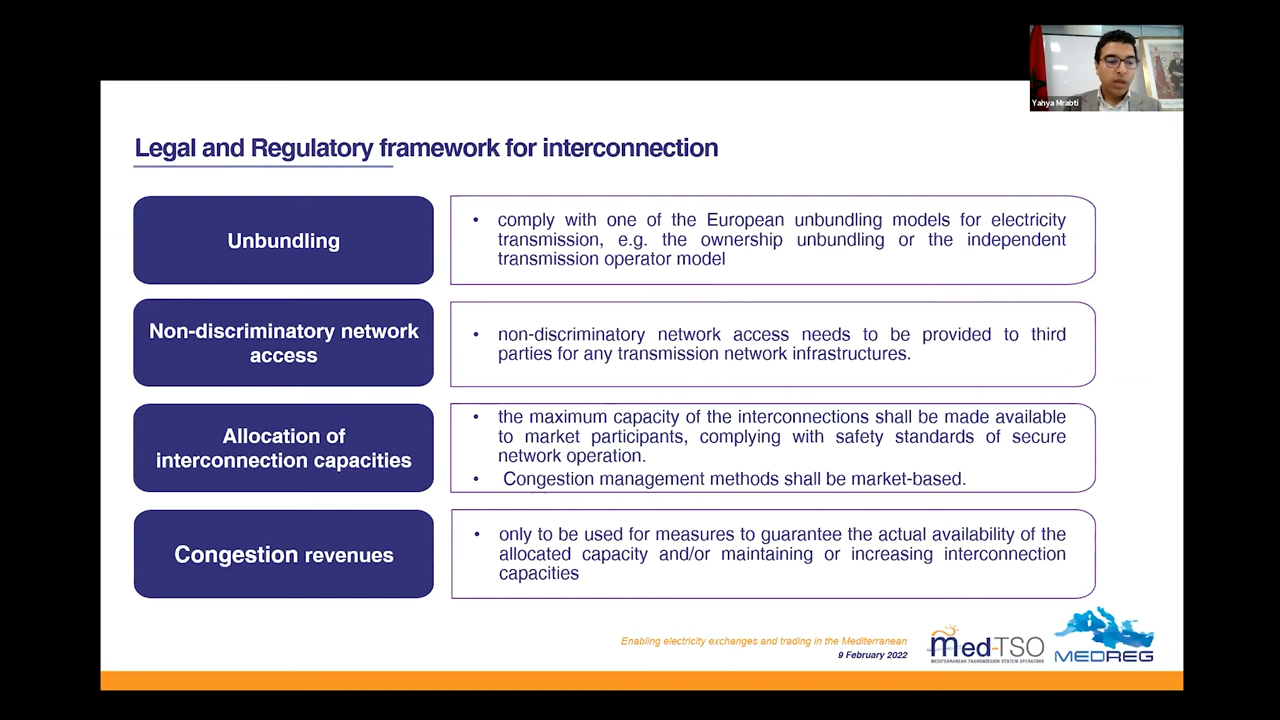 Yahya Mrabti
Legal and Regulatory framework for interconnection
Unbundling
• comply with one of the European unbundling models for electricity
transmission, e.g. the ownership unbundling or the independent
transmission operator model
Non-discriminatory network
access
• non-discriminatory network access needs to be provided to third
parties for any transmission network infrastructures.
Allocation of
interconnection capacities
• the maximum capacity of the interconnections shall be made available
to market participants, complying with safety standards of secure
network operation.
• Congestion management methods shall be market-based.
Congestion revenues
• only to be used for measures to guarantee the actual availability of the
allocated capacity and/or maintaining or increasing interconnection
capacities
Enabling electricity exchanges and trading in the Mediterranean
9 February 2022
Med-TSO
MEDITERRANEAN TRANSMISSION SYSTEM OPERATORS
MEDREG